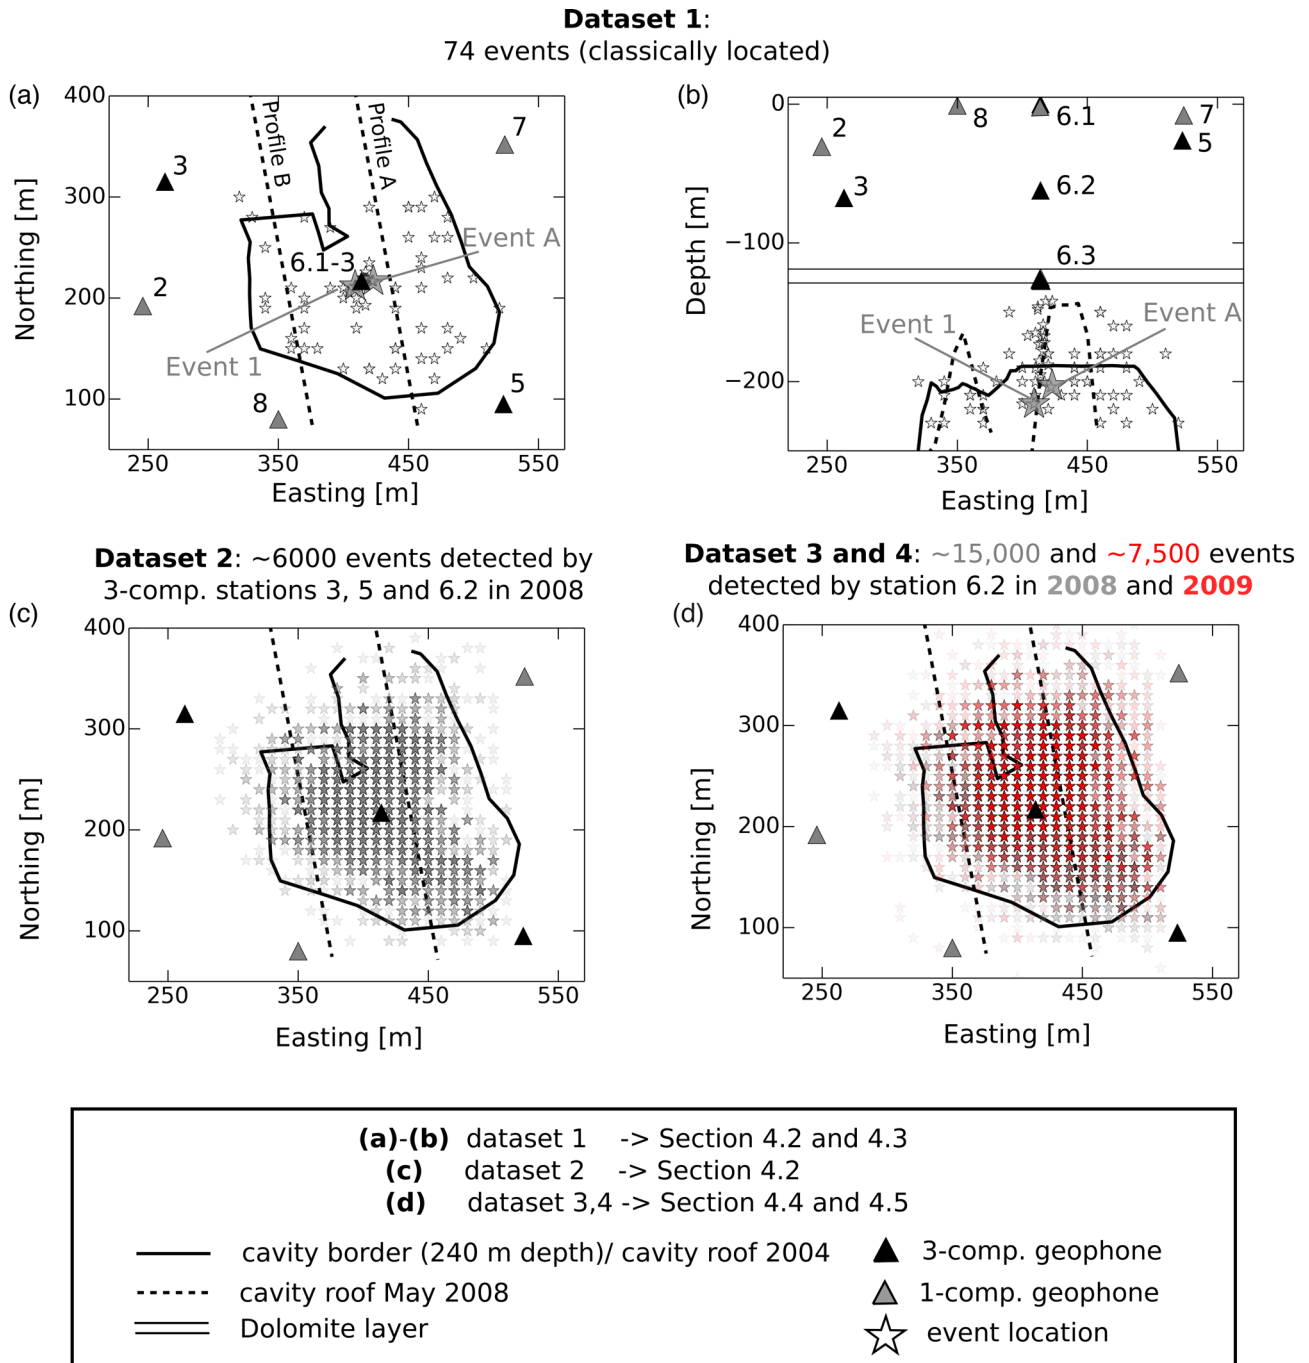 Dataset 1:
74 events (classically located)
(a)
400
300
200
100
250
350
450
550
Northing [m]
Easting [m]
Profile B
Profile A
7
3
2
6.1-3
Event A
Event 1
8
5
(b)
0
−100
−200
250
350
450
550
Depth [m]
Easting [m]
2
8
6.1
7
5
3
6.2
6.3
Event 1
Event A
Dataset 2: ~6000 events detected by
3-comp. stations 3, 5 and 6.2 in 2008
(c)
400
300
200
100
250
350
450
550
Northing [m]
Easting [m]
Dataset 3 and 4: ~15,000 and ~7,500 events
detected by station 6.2 in 2008 and 2009
(d)
400
300
200
100
250
350
450
550
Northing [m]
Easting [m]
(a)-(b) dataset 1 -> Section 4.2 and 4.3
(c) dataset 2 -> Section 4.2
(d) dataset 3,4 -> Section 4.4 and 4.5
cavity border (240 m depth)/ cavity roof 2004
cavity roof May 2008
Dolomite layer
3-comp. geophone
1-comp. geophone
event location